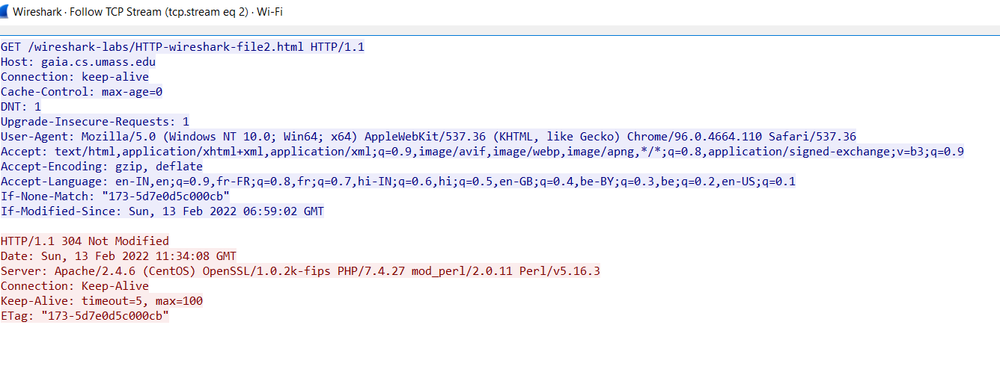 Wireshark · Follow TCP Stream (tcp.stream eq 2) · Wi-Fi
GET /wireshark-labs/HTTP-wireshark-file2.html HTTP/1.1
Host: gaia.cs.umass.edu
Connection: keep-alive
Cache-Control: max-age=0
DNT: 1
Upgrade-Insecure-Requests: 1
User-Agent: Mozilla/5.0 (Windows NT 10.0; Win64; x64) AppleWebKit/537.36 (KHTML, like Gecko) Chrome/96.0.4664.110 Safari/537.36
Accept: text/html,application/xhtml+xml,application/xml;q=0.9,image/avif,image/webp,image/apng,*/*;q=0.8,application/signed-exchange;v=b3;q=0.9
Accept-Encoding: gzip, deflate
Accept-Language: en-IN,en;q=0.9,fr-FR;q=0.8,fr;q=0.7,hi-IN;q=0.6,hi;q=0.5,en-GB;q=0.4,be-BY;q=0.3,be;q=0.2,en-US;q=0.1
If-None-Match: "173-5d7e0d5c000cb"
If-Modified-Since: Sun, 13 Feb 2022 06:59:02 GMT
HTTP/1.1 304 Not Modified
Date: Sun, 13 Feb 2022 11:34:08 GMT
Server: Apache/2.4.6 (CentOS) OpenSSL/1.0.2k-fips PHP/7.4.27 mod_perl/2.0.11 Perl/v5.16.3
Connection: Keep-Alive
Keep-Alive: timeout=5, max=100
ETag: "173-5d7e0d5c000cb"